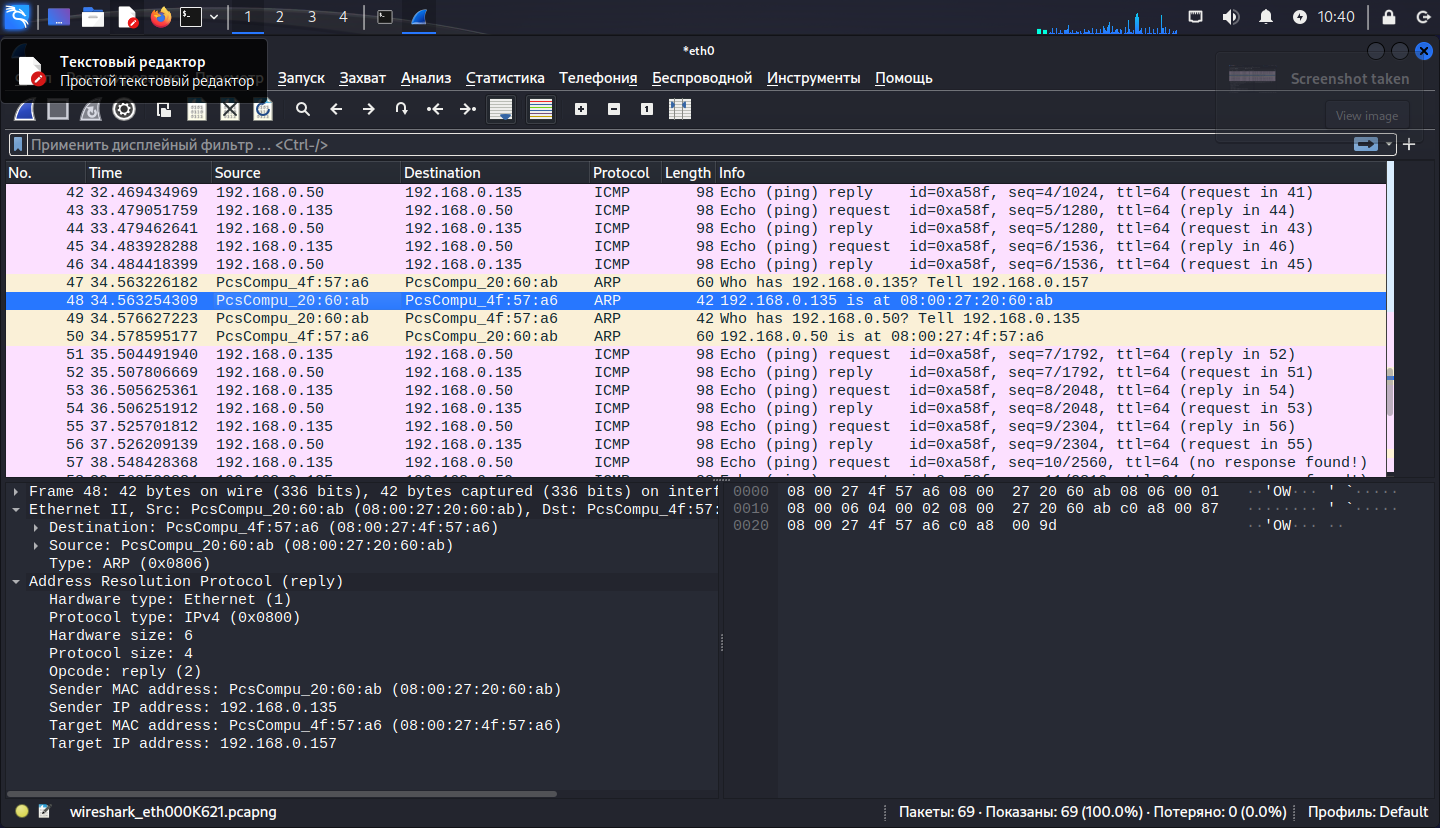 1 2 3 4 10:40
*eth0
Текстовый редактор
Простой текстовый редактор
Запуск Захват Анализ Статистика Телефония Беспроводной Инструменты Помощь
Screenshot taken
View image
Применить дисплейный фильтр … <Ctrl-/>
No. Time Source Destination Protocol Length Info
42 32.469434969 192.168.0.50 192.168.0.135 ICMP 98 Echo (ping) reply id=0xa58f, seq=4/1024, ttl=64 (request in 41)
43 33.479051759 192.168.0.135 192.168.0.50 ICMP 98 Echo (ping) request id=0xa58f, seq=5/1280, ttl=64 (reply in 44)
44 33.479462641 192.168.0.50 192.168.0.135 ICMP 98 Echo (ping) reply id=0xa58f, seq=5/1280, ttl=64 (request in 43)
45 34.483928288 192.168.0.135 192.168.0.50 ICMP 98 Echo (ping) request id=0xa58f, seq=6/1536, ttl=64 (reply in 46)
46 34.484418399 192.168.0.50 192.168.0.135 ICMP 98 Echo (ping) reply id=0xa58f, seq=6/1536, ttl=64 (request in 45)
47 34.563226182 PcsCompu_4f:57:a6 PcsCompu_20:60:ab ARP 60 Who has 192.168.0.135? Tell 192.168.0.157
48 34.563254309 PcsCompu_20:60:ab PcsCompu_4f:57:a6 ARP 42 192.168.0.135 is at 08:00:27:20:60:ab
49 34.576627223 PcsCompu_20:60:ab PcsCompu_4f:57:a6 ARP 42 Who has 192.168.0.50? Tell 192.168.0.135
50 34.578595177 PcsCompu_4f:57:a6 PcsCompu_20:60:ab ARP 60 192.168.0.50 is at 08:00:27:4f:57:a6
51 35.504491940 192.168.0.135 192.168.0.50 ICMP 98 Echo (ping) request id=0xa58f, seq=7/1792, ttl=64 (reply in 52)
52 35.507806669 192.168.0.50 192.168.0.135 ICMP 98 Echo (ping) reply id=0xa58f, seq=7/1792, ttl=64 (request in 51)
53 36.505625361 192.168.0.135 192.168.0.50 ICMP 98 Echo (ping) request id=0xa58f, seq=8/2048, ttl=64 (reply in 54)
54 36.506251912 192.168.0.50 192.168.0.135 ICMP 98 Echo (ping) reply id=0xa58f, seq=8/2048, ttl=64 (request in 53)
55 37.525701812 192.168.0.135 192.168.0.50 ICMP 98 Echo (ping) request id=0xa58f, seq=9/2304, ttl=64 (reply in 56)
56 37.526209139 192.168.0.50 192.168.0.135 ICMP 98 Echo (ping) reply id=0xa58f, seq=9/2304, ttl=64 (request in 55)
57 38.548428368 192.168.0.135 192.168.0.50 ICMP 98 Echo (ping) request id=0xa58f, seq=10/2560, ttl=64 (no response found!)
Frame 48: 42 bytes on wire (336 bits), 42 bytes captured (336 bits) on interf
Ethernet II, Src: PcsCompu_20:60:ab (08:00:27:20:60:ab), Dst: PcsCompu_4f:57:
Destination: PcsCompu_4f:57:a6 (08:00:27:4f:57:a6)
Source: PcsCompu_20:60:ab (08:00:27:20:60:ab)
Type: ARP (0x0806)
Address Resolution Protocol (reply)
Hardware type: Ethernet (1)
Protocol type: IPv4 (0x0800)
Hardware size: 6
Protocol size: 4
Opcode: reply (2)
Sender MAC address: PcsCompu_20:60:ab (08:00:27:20:60:ab)
Sender IP address: 192.168.0.135
Target MAC address: PcsCompu_4f:57:a6 (08:00:27:4f:57:a6)
Target IP address: 192.168.0.157
0000 08 00 27 4f 57 a6 08 00 27 20 60 ab 08 06 00 01 ··'OW··· ' `·····
0010 08 00 06 04 00 02 08 00 27 20 60 ab c0 a8 00 87 ········ ' `·····
0020 08 00 27 4f 57 a6 c0 a8 00 9d ··'OW··· ··
wireshark_eth000K621.pcapng Пакеты: 69 · Показаны: 69 (100.0%) · Потеряно: 0 (0.0%) Профиль: Default